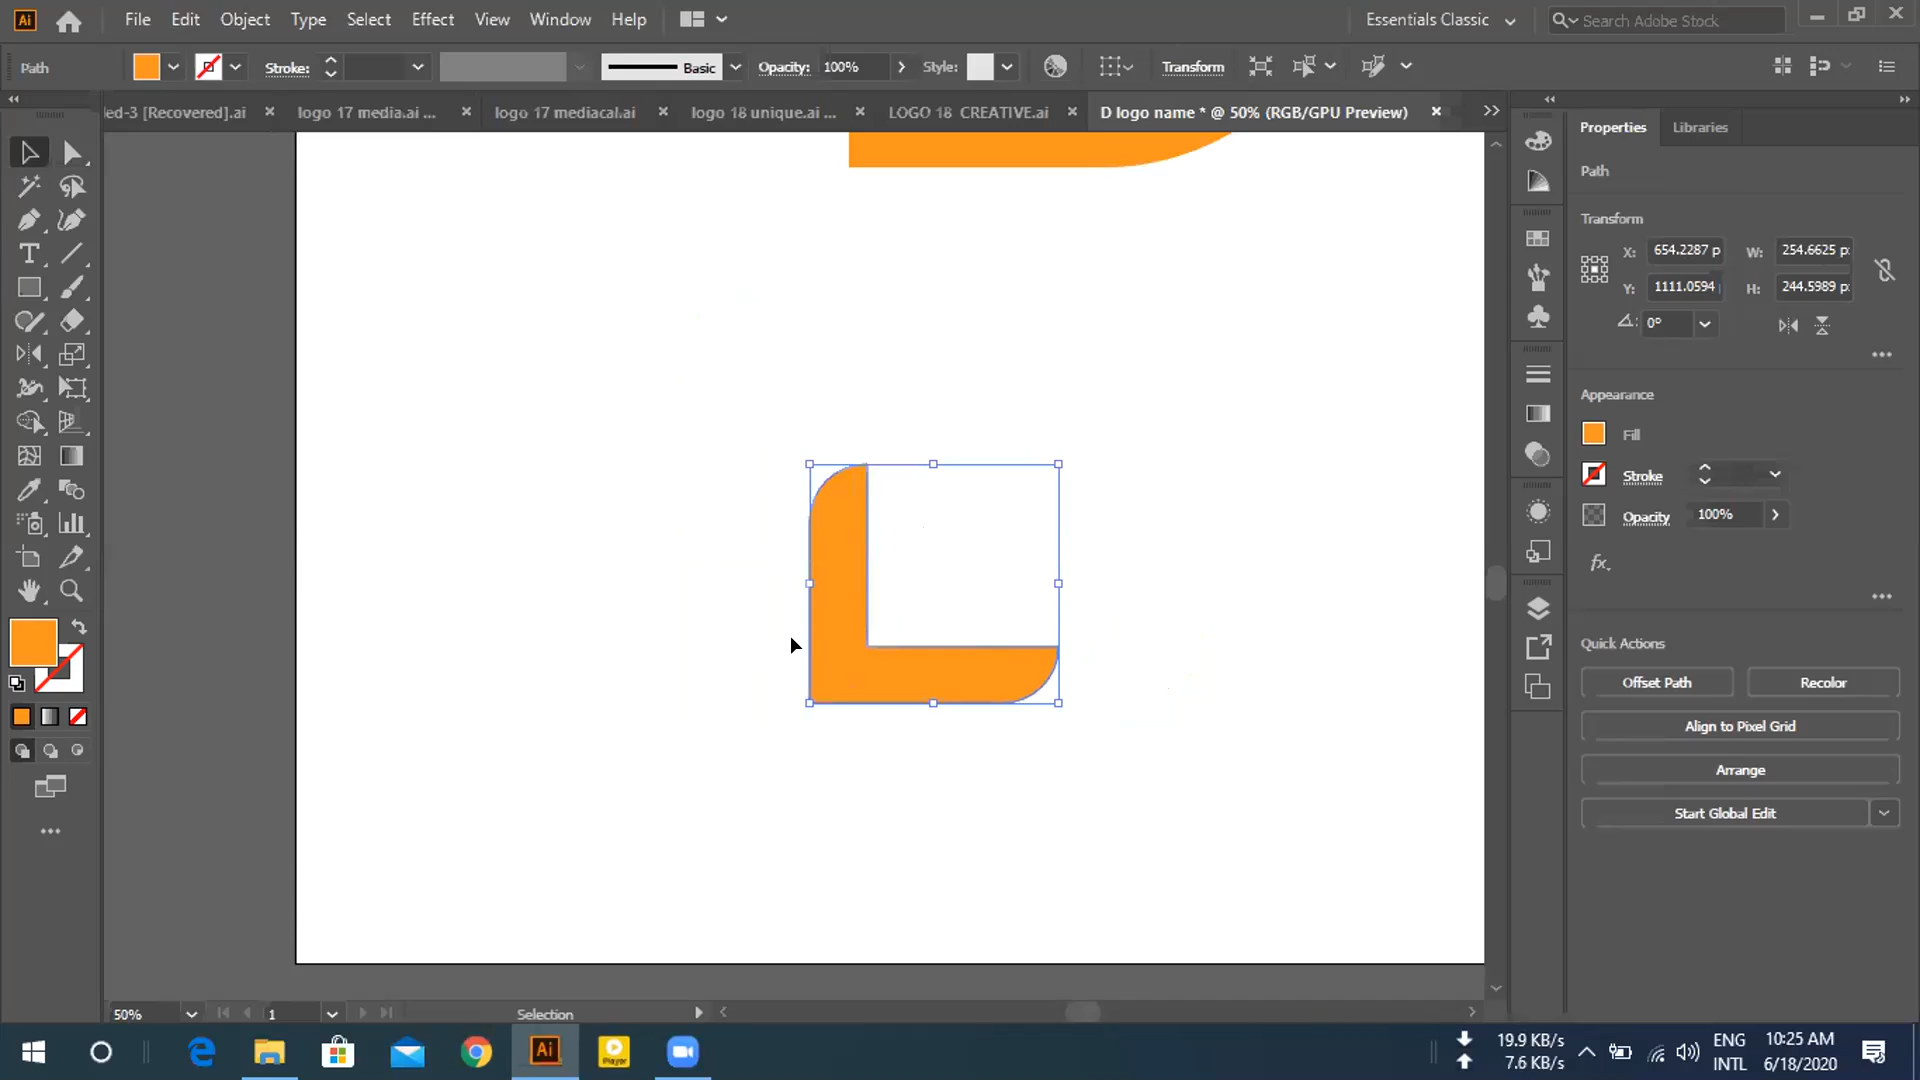 Ai File Edit Object Type Select Effect View Window Help Essentials Classic Search Adobe Stock
Path Stroke: Basic Opacity: 100% Style: Transform
ed-3 [Recovered].ai logo 17 media.ai ... logo 17 mediacal.ai logo 18 unique.ai ... LOGO 18 CREATIVE.ai D logo name * @ 50% (RGB/GPU Preview)
Properties Libraries
Path
Transform
X: 654.2287 p W: 254.6625 p
Y: 1111.0594 H: 244.5989 p
0°
Appearance
Fill
Stroke
Opacity 100%
fx
Quick Actions
Offset Path Recolor
Align to Pixel Grid
Arrange
Start Global Edit
50% 1 Selection
Ai Player 19.9 KB/s ENG 10:25 AM
7.6 KB/s INTL 6/18/2020